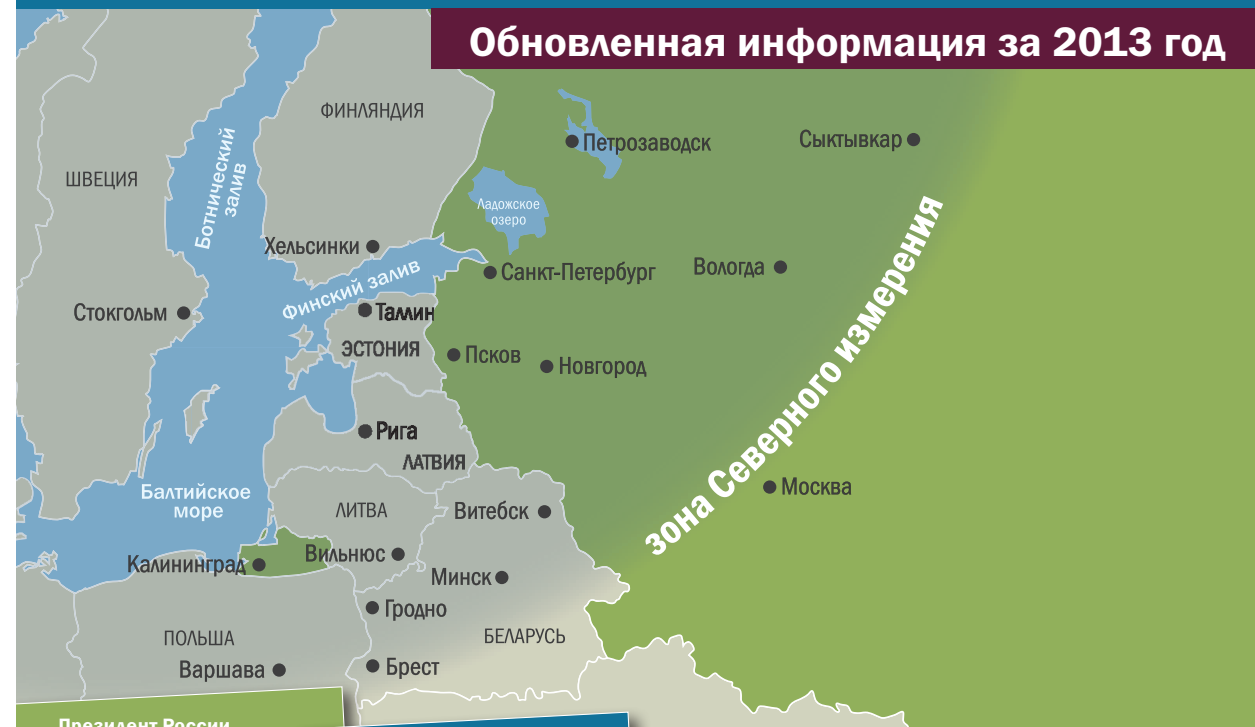 Обновленная информация за 2013 год
ФИНЛЯНДИЯ
Петрозаводск
Сыктывкар
ШВЕЦИЯ
Ботнический
залив
Ладожское
озеро
Хельсинки
Санкт-Петербург
Вологда
Финский залив
Стокгольм
Таллин
ЭСТОНИЯ
Псков
Новгород
зона Северного измерения
Рига
ЛАТВИЯ
Москва
Балтийское
море
ЛИТВА
Витебск
Калининград
Вильнюс
Минск
Гродно
ПОЛЬША
БЕЛАРУСЬ
Варшава
Брест
Президент России